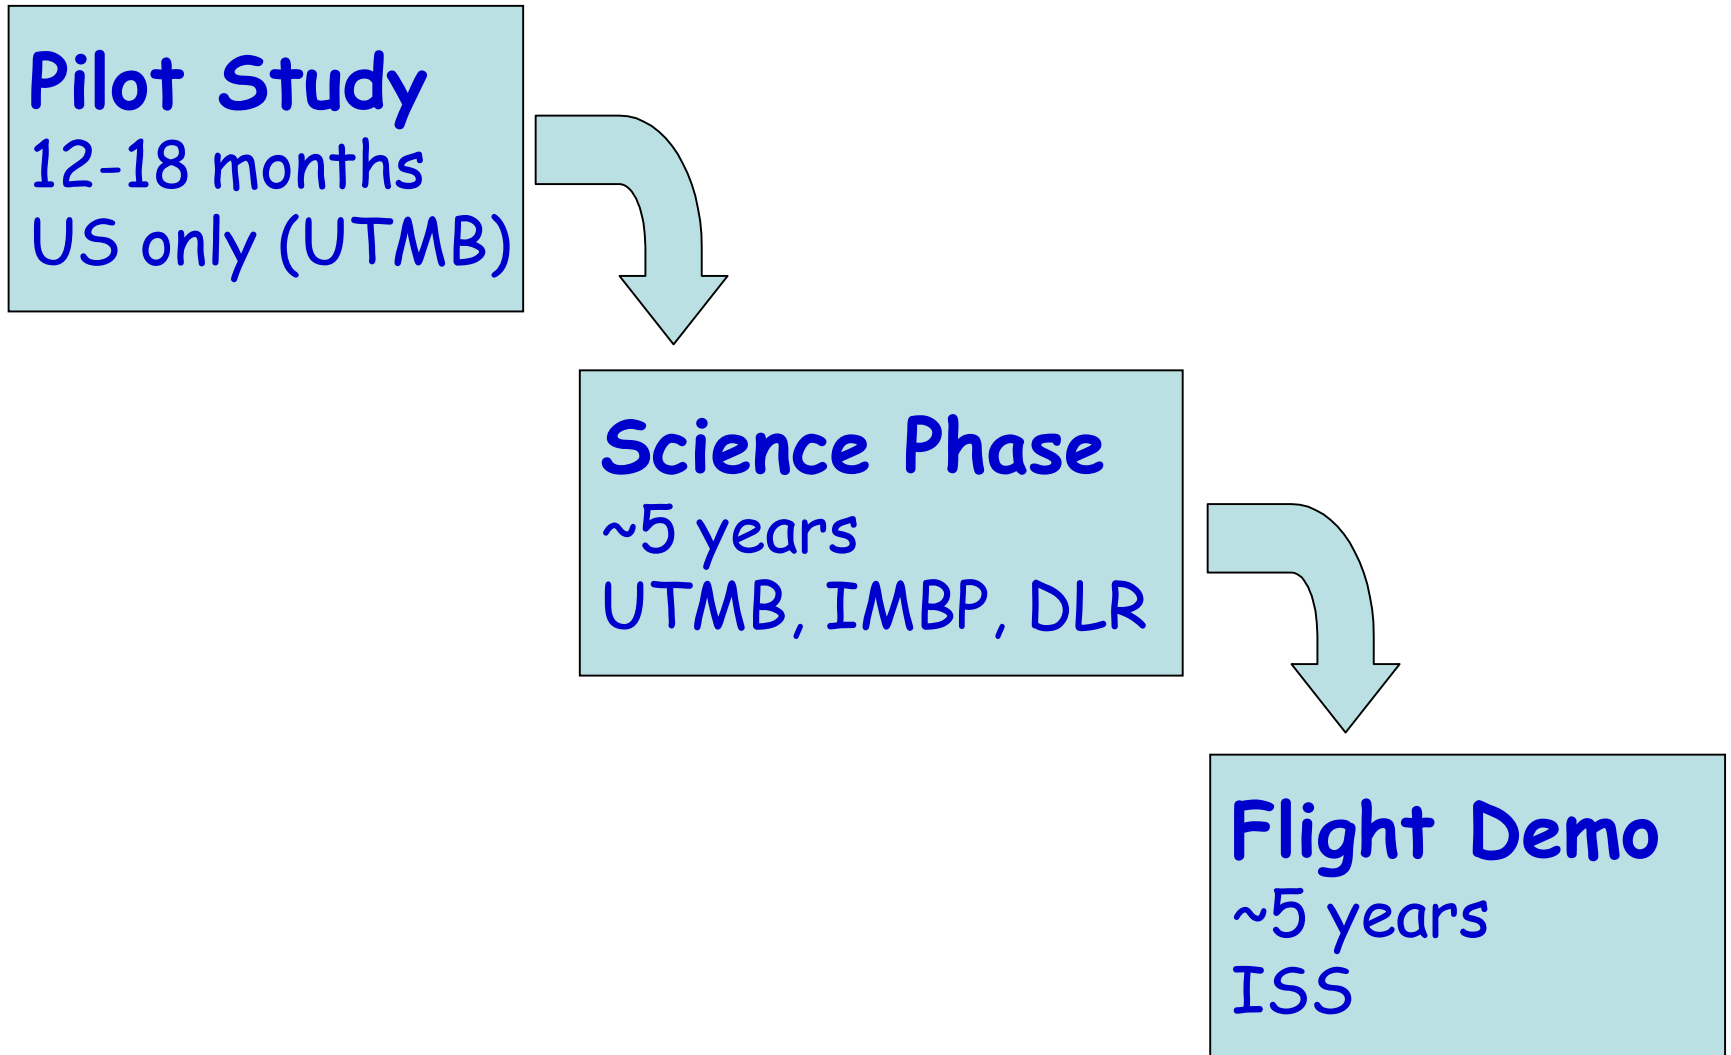 Pilot Study
12-18 months
US only (UTMB)
Science Phase
~5 years
UTMB, IMBP, DLR
Flight Demo
~5 years
ISS